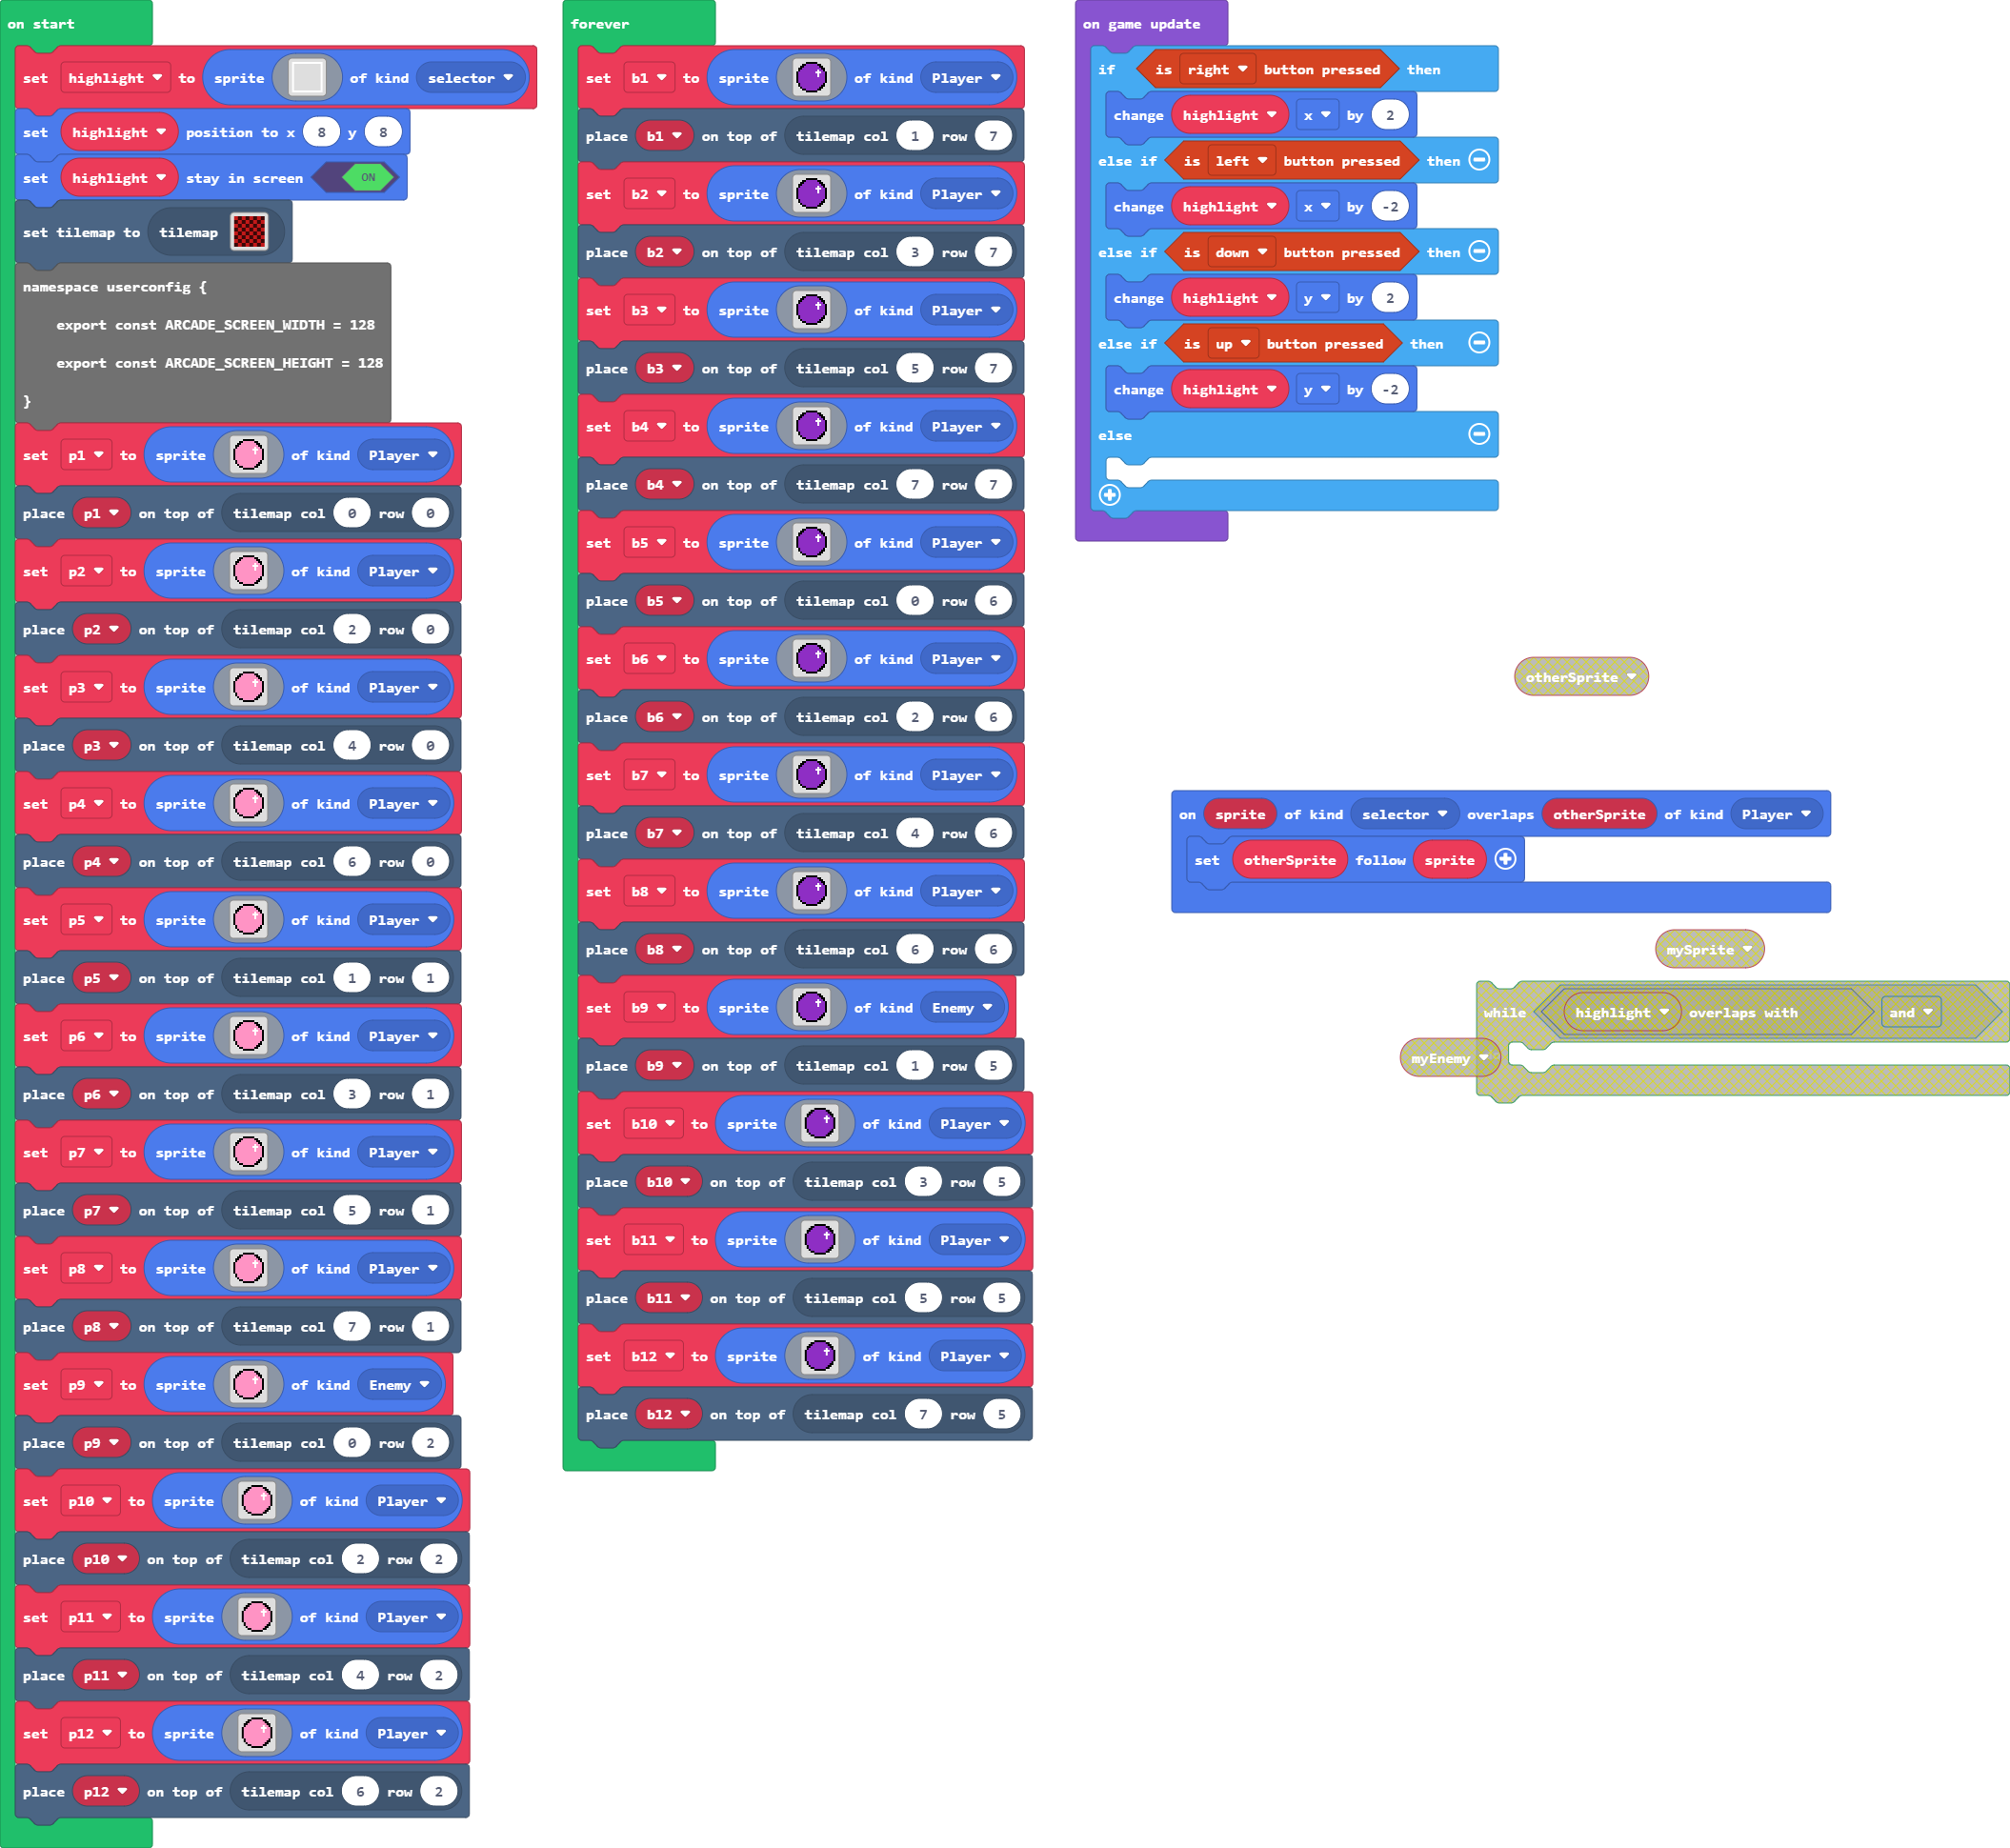 on start
set highlight to sprite of kind selector
set highlight position to x 8 y 8
set highlight stay in screen ON
set tilemap to tilemap
namespace userconfig {
export const ARCADE_SCREEN_WIDTH = 128
export const ARCADE_SCREEN_HEIGHT = 128
}
set p1 to sprite of kind Player
place p1 on top of tilemap col 0 row 0
set p2 to sprite of kind Player
place p2 on top of tilemap col 2 row 0
set p3 to sprite of kind Player
place p3 on top of tilemap col 4 row 0
set p4 to sprite of kind Player
place p4 on top of tilemap col 6 row 0
set p5 to sprite of kind Player
place p5 on top of tilemap col 1 row 1
set p6 to sprite of kind Player
place p6 on top of tilemap col 3 row 1
set p7 to sprite of kind Player
place p7 on top of tilemap col 5 row 1
set p8 to sprite of kind Player
place p8 on top of tilemap col 7 row 1
set p9 to sprite of kind Enemy
place p9 on top of tilemap col 0 row 2
set p10 to sprite of kind Player
place p10 on top of tilemap col 2 row 2
set p11 to sprite of kind Player
place p11 on top of tilemap col 4 row 2
set p12 to sprite of kind Player
place p12 on top of tilemap col 6 row 2
forever
set b1 to sprite of kind Player
place b1 on top of tilemap col 1 row 7
set b2 to sprite of kind Player
place b2 on top of tilemap col 3 row 7
set b3 to sprite of kind Player
place b3 on top of tilemap col 5 row 7
set b4 to sprite of kind Player
place b4 on top of tilemap col 7 row 7
set b5 to sprite of kind Player
place b5 on top of tilemap col 0 row 6
set b6 to sprite of kind Player
place b6 on top of tilemap col 2 row 6
set b7 to sprite of kind Player
place b7 on top of tilemap col 4 row 6
set b8 to sprite of kind Player
place b8 on top of tilemap col 6 row 6
set b9 to sprite of kind Enemy
place b9 on top of tilemap col 1 row 5
set b10 to sprite of kind Player
place b10 on top of tilemap col 3 row 5
set b11 to sprite of kind Player
place b11 on top of tilemap col 5 row 5
set b12 to sprite of kind Player
place b12 on top of tilemap col 7 row 5
on game update
if is right button pressed then
change highlight x by 2
else if is left button pressed then
change highlight x by -2
else if is down button pressed then
change highlight y by 2
else if is up button pressed then
change highlight y by -2
else
otherSprite
on sprite of kind selector overlaps otherSprite of kind Player
set otherSprite follow sprite
mySprite
while highlight overlaps with and
myEnemy